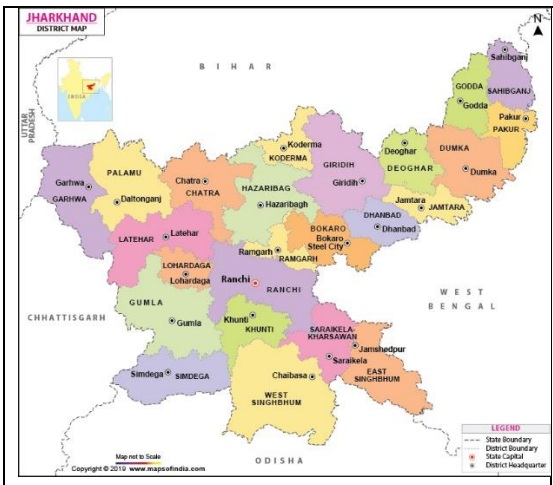 JHARKHAND
DISTRICT MAP
N
INDIA
BIHAR
UTTAR
PRADESH
Sahibganj
SAHIBGANJ
GODDA
Godda
Pakur
PAKUR
Koderma
KODERMA
GIRIDIH
Giridih
Deoghar
DEOGHAR
DUMKA
Dumka
PALAMU
Garhwa
GARHWA
Daltonganj
Chatra
CHATRA
HAZARIBAG
Hazaribagh
Jamtara
JAMTARA
DHANBAD
Dhanbad
BOKARO
Bokaro
Steel City
Latehar
LATEHAR
Ramgarh
RAMGARH
LOHARDAGA
Lohardaga
Ranchi
RANCHI
WEST
BENGAL
CHHATTISGARH
GUMLA
Gumla
Khunti
KHUNTI
SARAIKELA-
KHARSAWAN
Jamshedpur
Saraikela
EAST
SINGHBHUM
Simdega
SIMDEGA
Chaibasa
WEST
SINGHBHUM
ODISHA
LEGEND
State Boundary
District Boundary
State Capital
District Headquarter
Map not to Scale
Copyright © 2019 www.mapsofindia.com